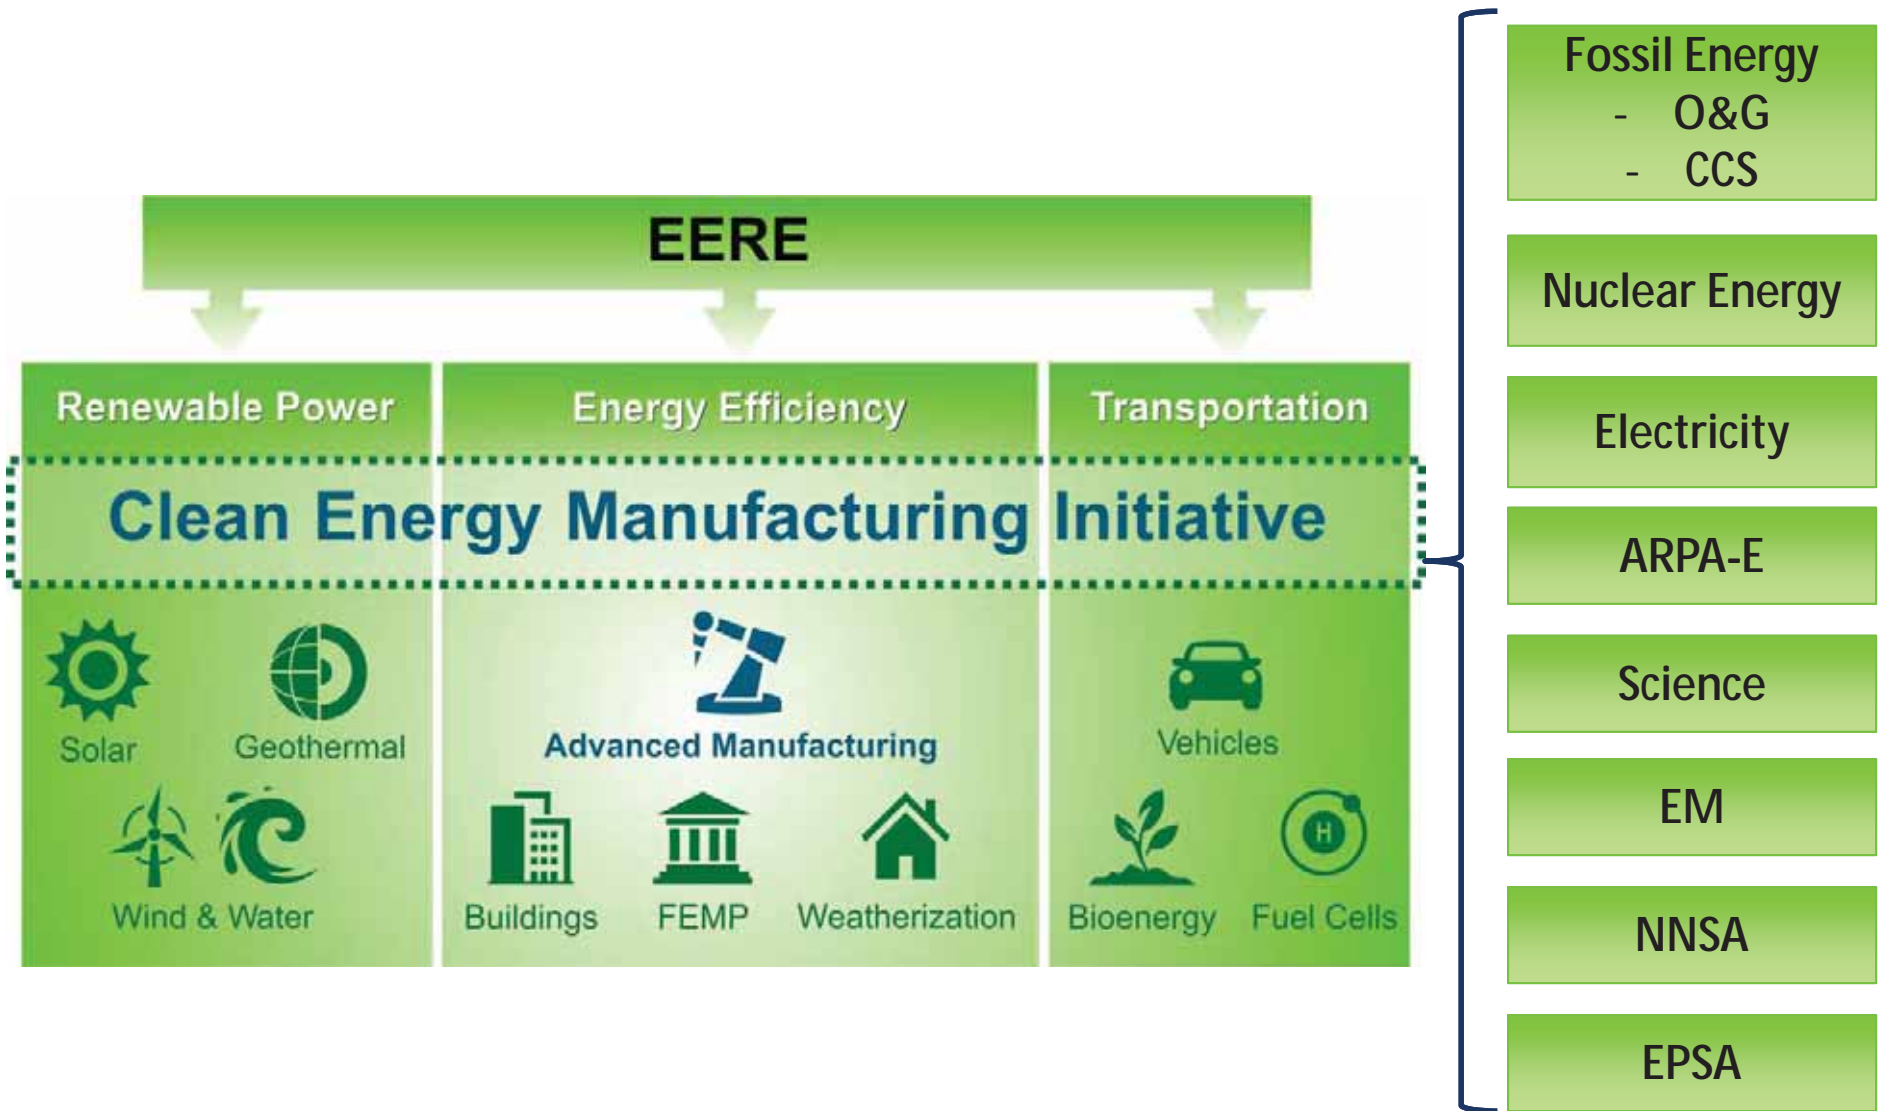 EERE
Renewable Power
Energy Efficiency
Transportation
Clean Energy Manufacturing Initiative
Solar
Geothermal
Wind & Water
Advanced Manufacturing
Buildings
FEMP
Weatherization
Vehicles
Bioenergy
H
Fuel Cells
Fossil Energy
- O&G
- CCS
Nuclear Energy
Electricity
ARPA-E
Science
EM
NNSA
EPSA